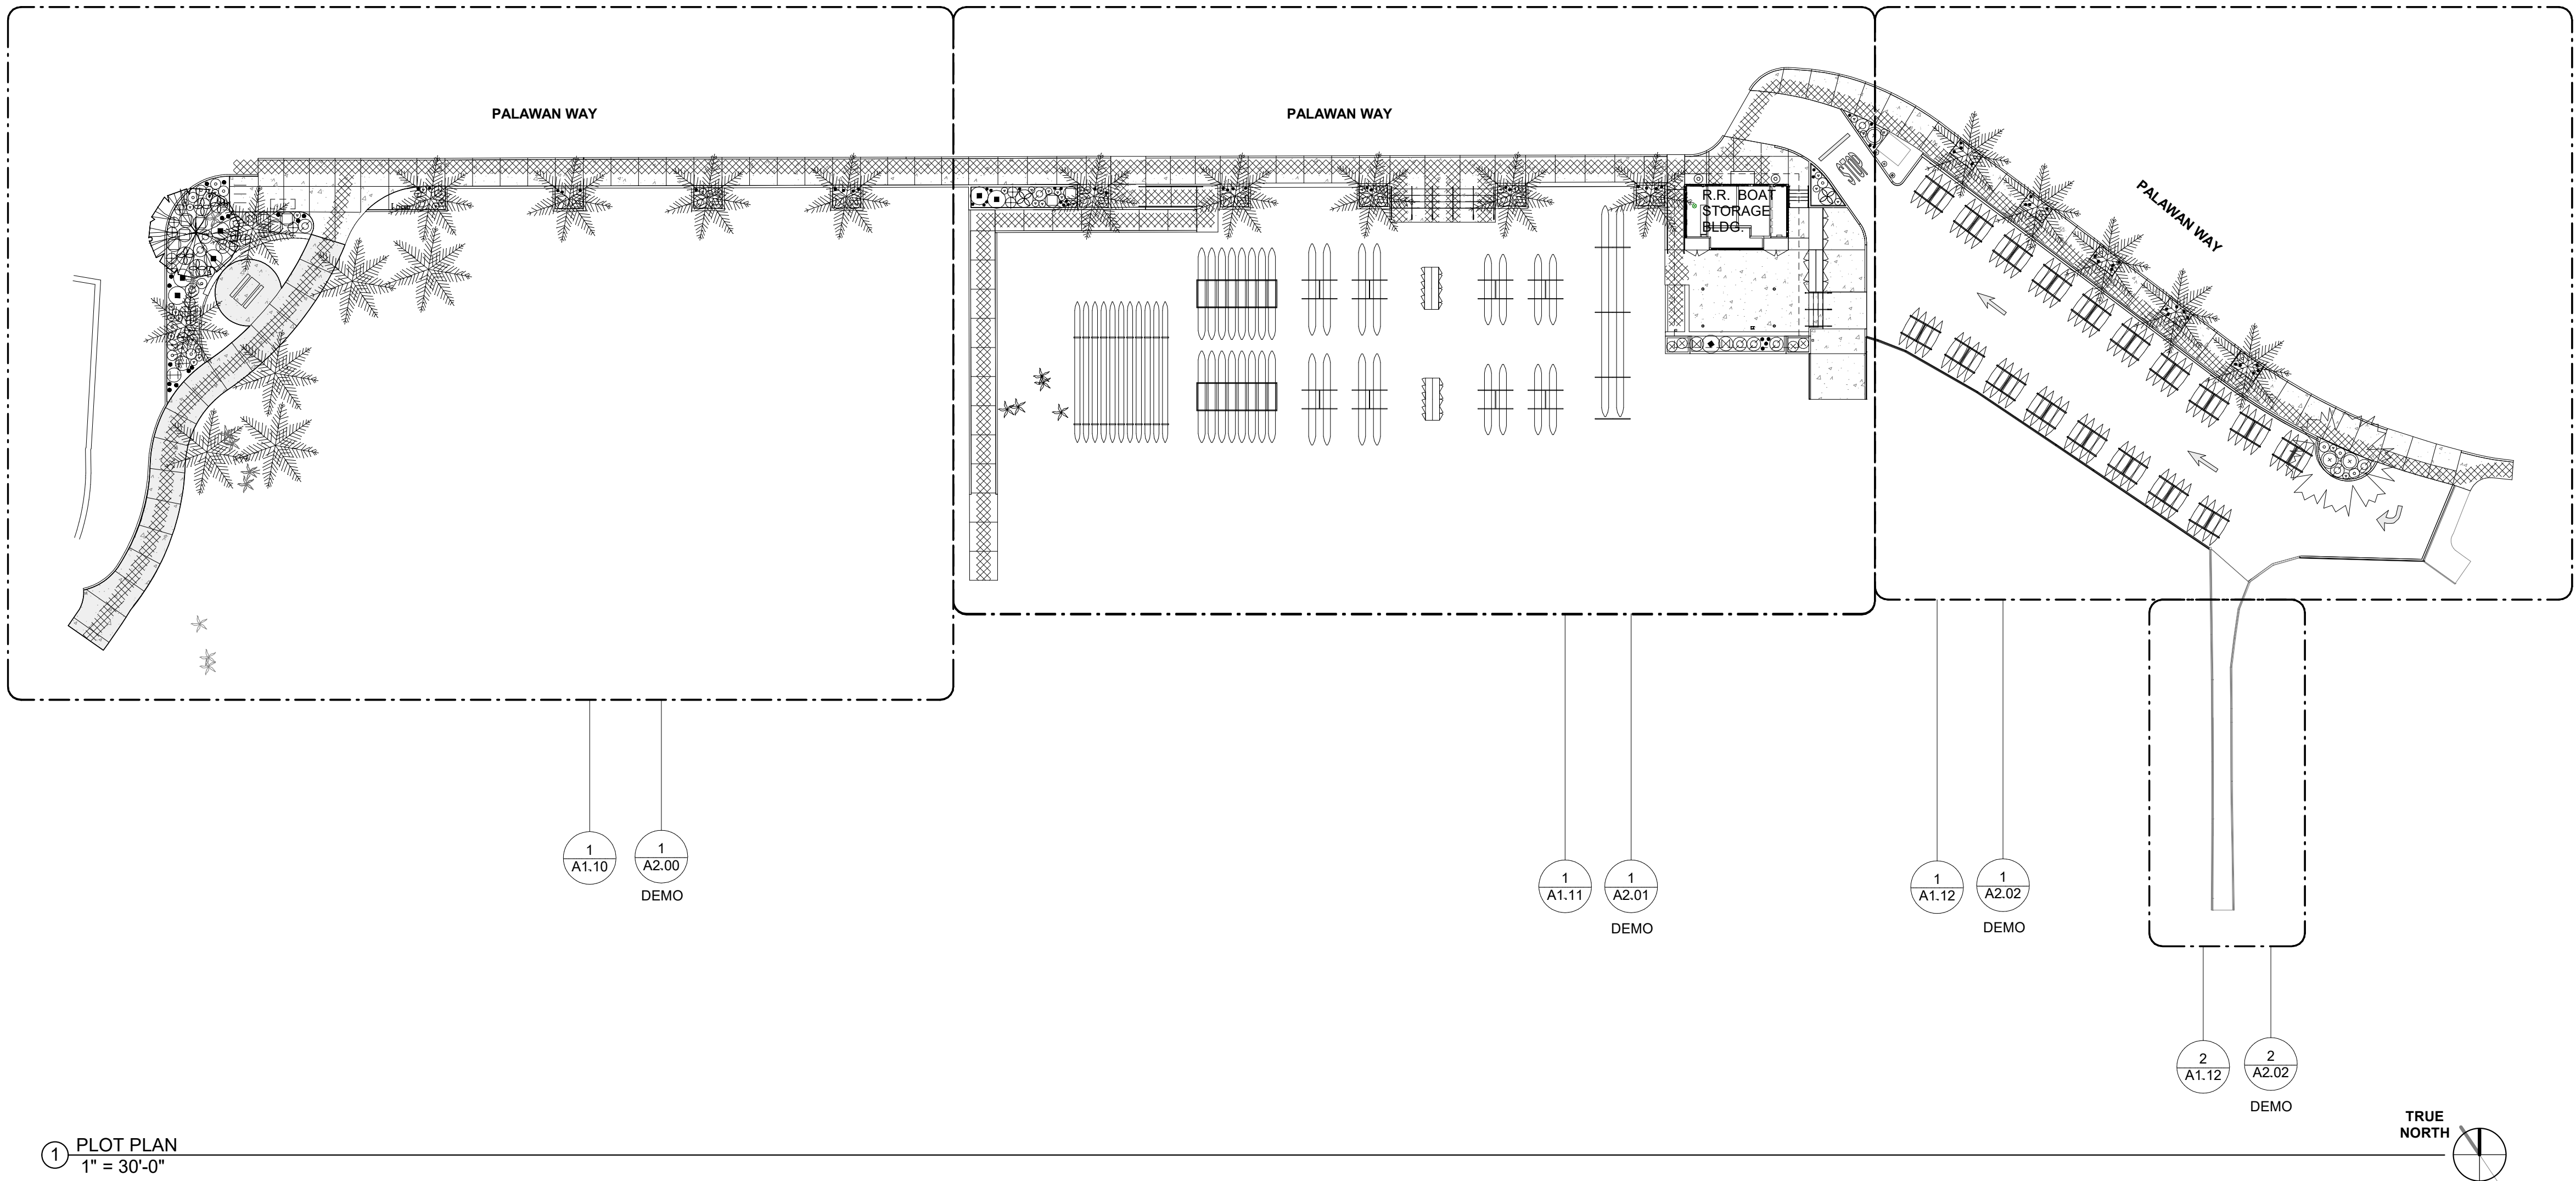 PALAWAN WAY
PALAWAN WAY
PALAWAN WAY
R.R. BOAT
STORAGE
BLDG.
1
A1.10
1
A2.00
DEMO
1
A1.11
1
A2.01
DEMO
1
A1.12
1
A2.02
DEMO
2
A1.12
2
A2.02
DEMO
1
PLOT PLAN
1" = 30'-0"
TRUE
NORTH